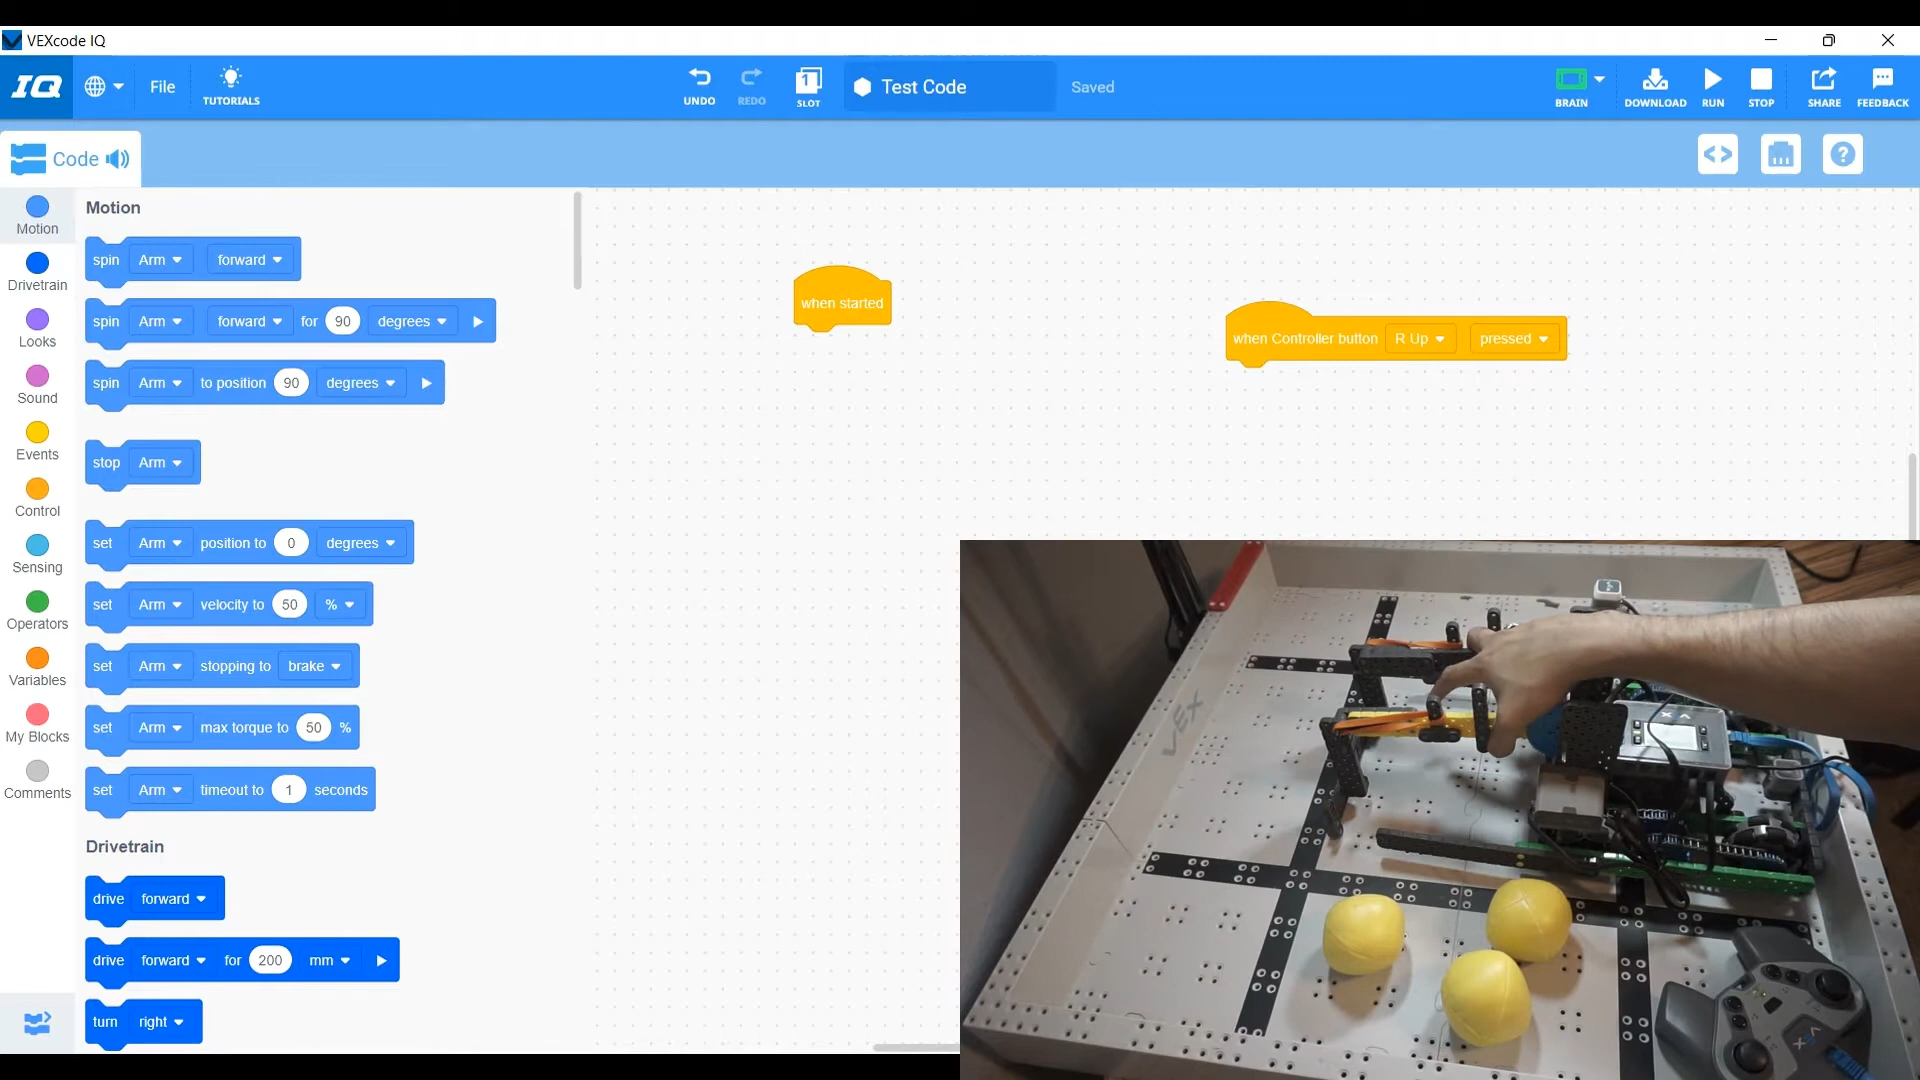 VEXcode IQ
IQ
File
TUTORIALS
UNDO
REDO
1
SLOT
Test Code
Saved
BRAIN
DOWNLOAD
RUN
STOP
SHARE
FEEDBACK
Code
Motion
Drivetrain
Looks
Sound
Events
Control
Sensing
Operators
Variables
My Blocks
Comments
Motion
spin Arm forward
spin Arm forward for 90 degrees
spin Arm to position 90 degrees
stop Arm
set Arm position to 0 degrees
set Arm velocity to 50 %
set Arm stopping to brake
set Arm max torque to 50 %
set Arm timeout to 1 seconds
Drivetrain
drive forward
drive forward for 200 mm
turn right
when started
when Controller button R Up pressed
VEX